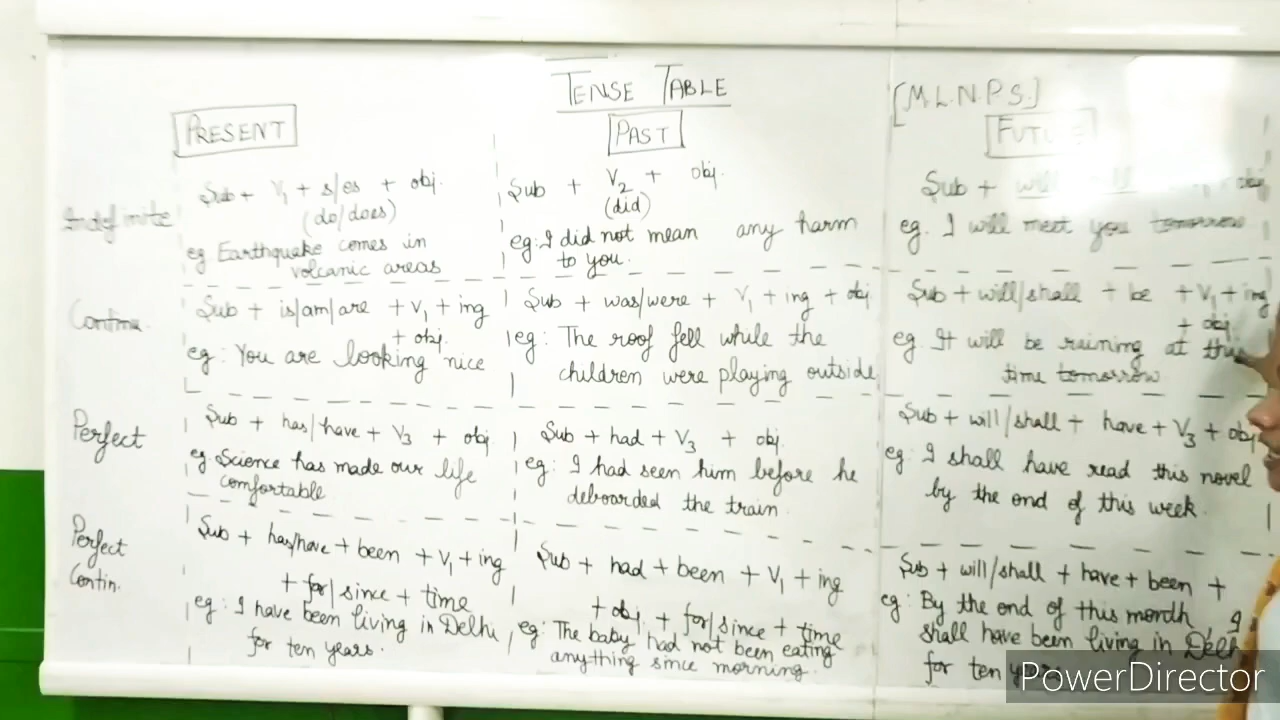 TENSE TABLE
[M.L.N.P.S.]
PRESENT
PAST
FUTURE
Indefinite
Sub + V1 + s/es + obj.
(do/does)
eg Earthquake comes in
volcanic areas
Sub + V2 + obj.
(did)
eg: I did not mean any harm
to you.
Sub + will
eg. I will meet you tomorrow
Continu.
Sub + is/am/are + V1 + ing
+ obj.
eg: You are looking nice
Sub + was/were + V1 + ing + obj
eg: The roof fell while the
children were playing outside
Sub + will/shall + be + V1 + ing
+ obj.
eg It will be raining at this
time tomorrow
Perfect
Sub + has/have + V3 + obj
eg Science has made our life
comfortable
Sub + had + V3 + obj.
eg: I had seen him before he
deboarded the train.
Sub + will/shall + have + V3 + obj
eg: I shall have read this novel
by the end of this week.
Perfect
Contin.
Sub + has/have + been + V1 + ing
+ for/since + time
eg: I have been living in Delhi
for ten years.
Sub + had + been + V1 + ing
+ obj. + for/since + time
eg: The baby had not been eating
anything since morning.
Sub + will/shall + have + been +
eg: By the end of this month, I
shall have been living in Delh
for ten years
PowerDirector